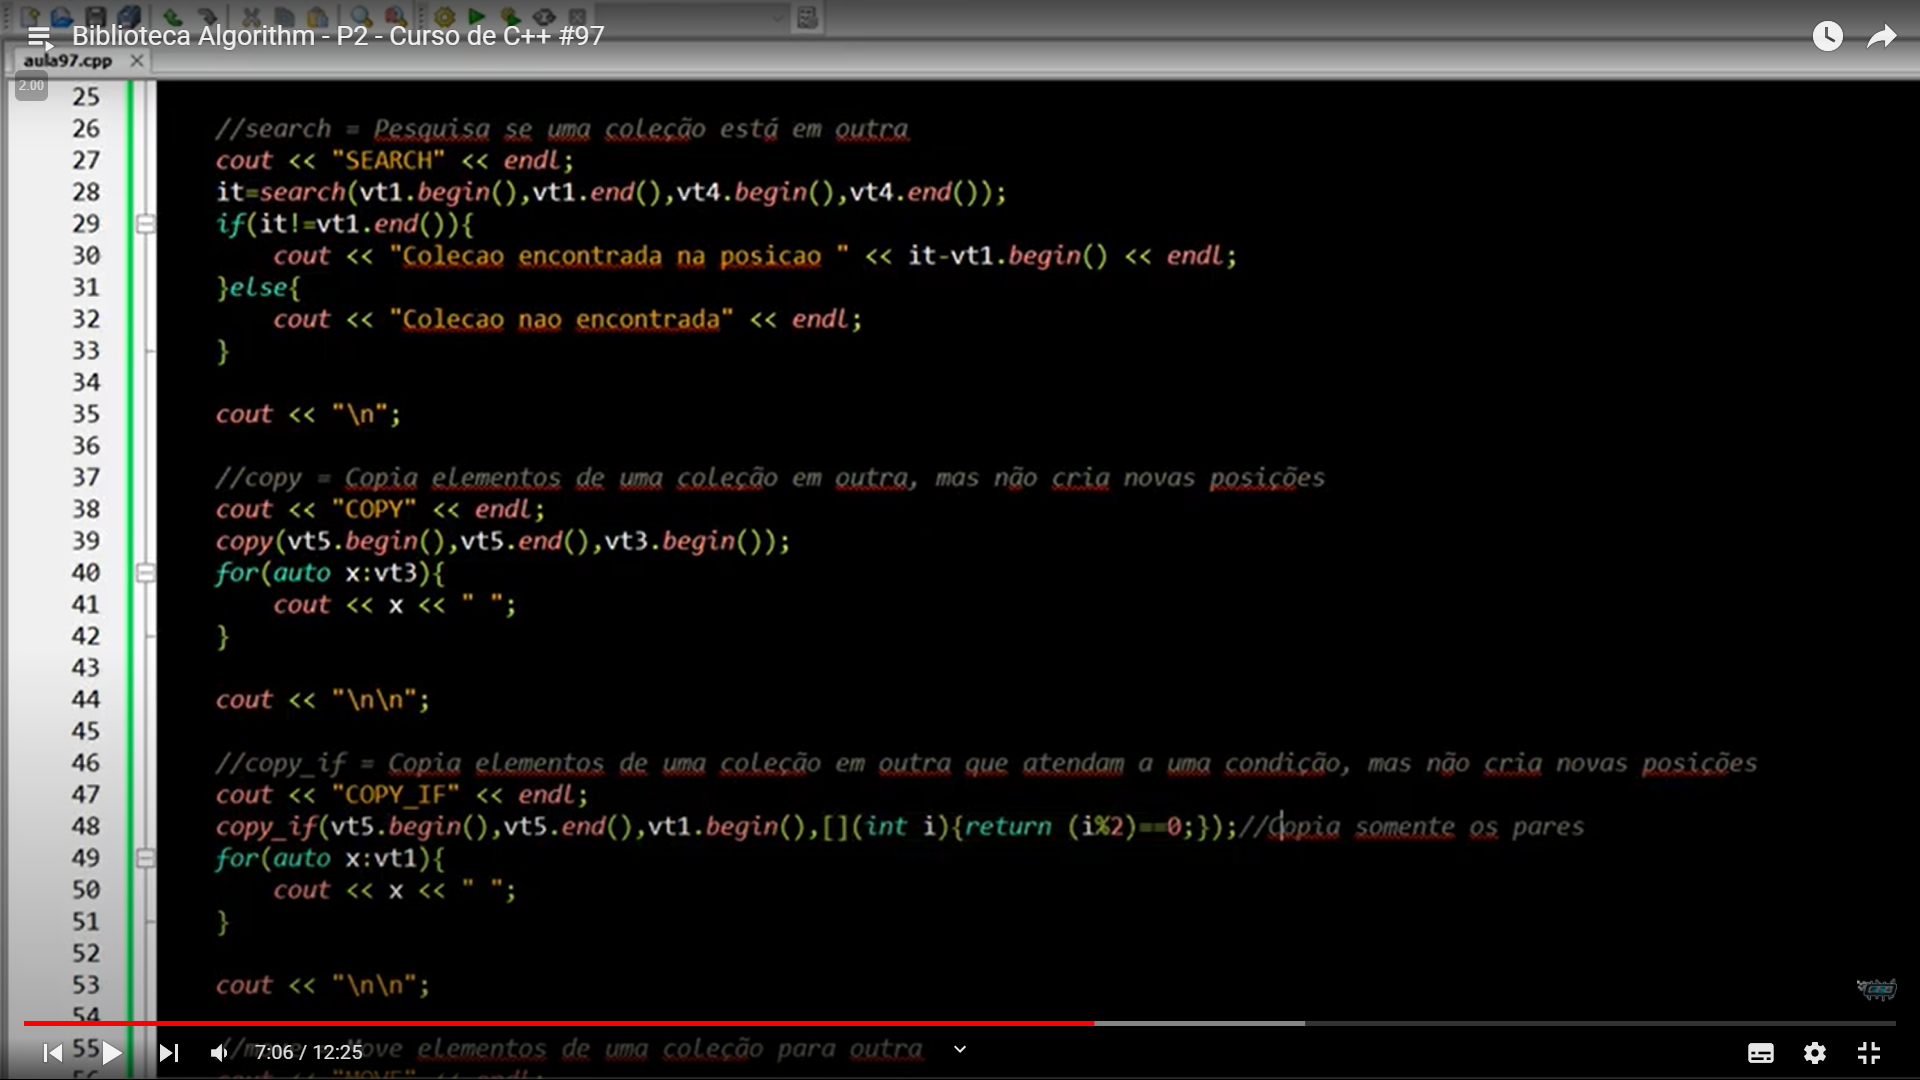 Biblioteca Algorithm - P2 - Curso de C++ #97
aula97.cpp
2.00
25
26 //search = Pesquisa se uma coleção está em outra
27 cout << "SEARCH" << endl;
28 it=search(vt1.begin(),vt1.end(),vt4.begin(),vt4.end());
29 if(it!=vt1.end()){
30 cout << "Colecao encontrada na posicao " << it-vt1.begin() << endl;
31 }else{
32 cout << "Colecao nao encontrada" << endl;
33 }
34
35 cout << "\n";
36
37 //copy = Copia elementos de uma coleção em outra, mas não cria novas posições
38 cout << "COPY" << endl;
39 copy(vt5.begin(),vt5.end(),vt3.begin());
40 for(auto x:vt3){
41 cout << x << " ";
42 }
43
44 cout << "\n\n";
45
46 //copy_if = Copia elementos de uma coleção em outra que atendam a uma condição, mas não cria novas posições
47 cout << "COPY_IF" << endl;
48 copy_if(vt5.begin(),vt5.end(),vt1.begin(),[](int i){return (i%2)==0;});//Copia somente os pares
49 for(auto x:vt1){
50 cout << x << " ";
51 }
52
53 cout << "\n\n";
54
55 //move = Move elementos de uma coleção para outra
7:06 / 12:25
cout << "MOVE" << endl;